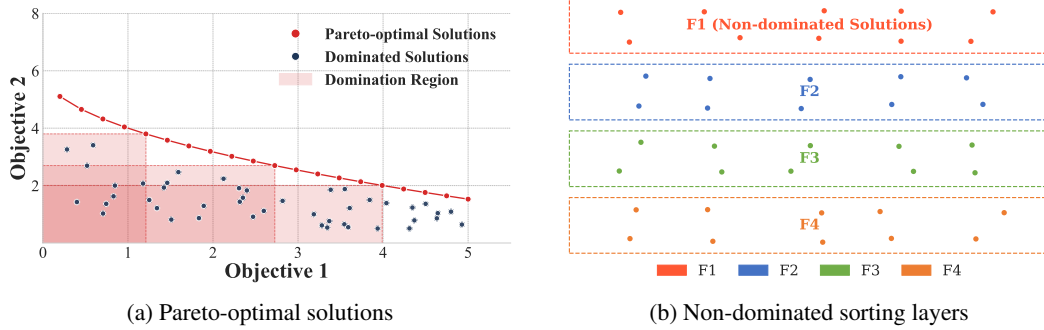 8
6
4
2
0
1
2
3
4
5
Objective 2
Objective 1
Pareto-optimal Solutions
Dominated Solutions
Domination Region
(a) Pareto-optimal solutions
F1 (Non-dominated Solutions)
F2
F3
F4
F1
F2
F3
F4
(b) Non-dominated sorting layers